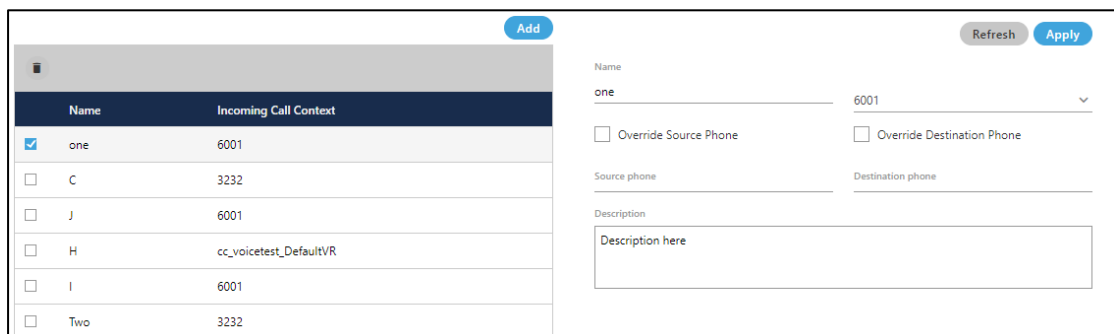 Add
Name Incoming Call Context
one 6001
C 3232
J 6001
H cc_voicetest_DefaultVR
I 6001
Two 3232
Refresh Apply
Name
one 6001
Override Source Phone Override Destination Phone
Source phone Destination phone
Description
Description here